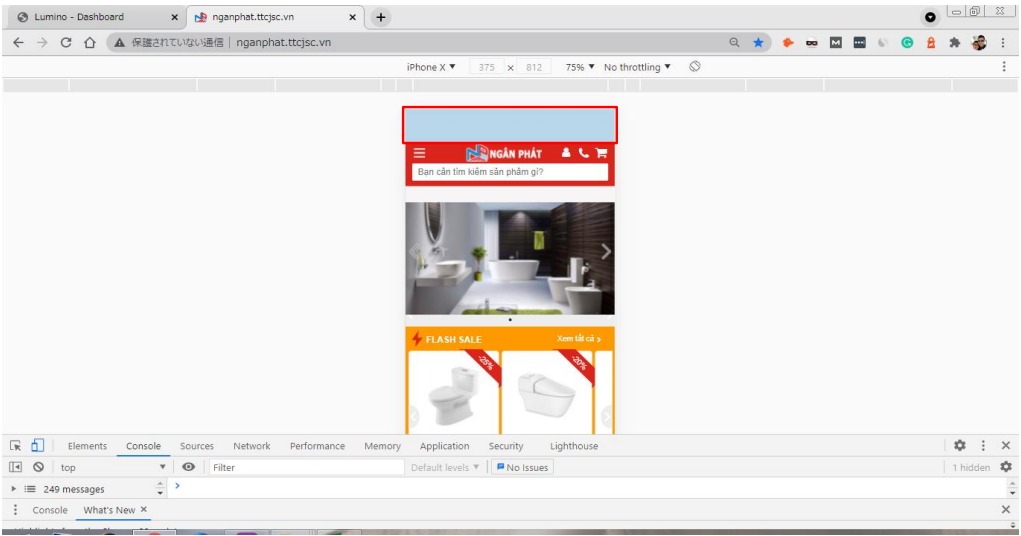 Lumino - Dashboard
nganphat.ttcjsc.vn
保護されていない通信 nganphat.ttcjsc.vn
iPhone X 375 x 812 75% No throttling
NGÂN PHÁT
Bạn cần tìm kiếm sản phẩm gì?
FLASH SALE Xem tất cả >
-25% -20%
Elements Console Sources Network Performance Memory Application Security Lighthouse
top Filter Default levels No Issues 1 hidden
249 messages
Console What's New